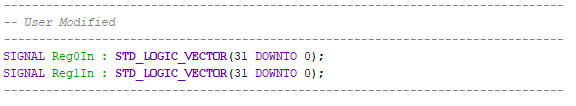 --------------------------------------------------------------------------------
-- User Modified
--------------------------------------------------------------------------------
SIGNAL Reg0In : STD_LOGIC_VECTOR(31 DOWNTO 0);
SIGNAL Reg1In : STD_LOGIC_VECTOR(31 DOWNTO 0);
--------------------------------------------------------------------------------